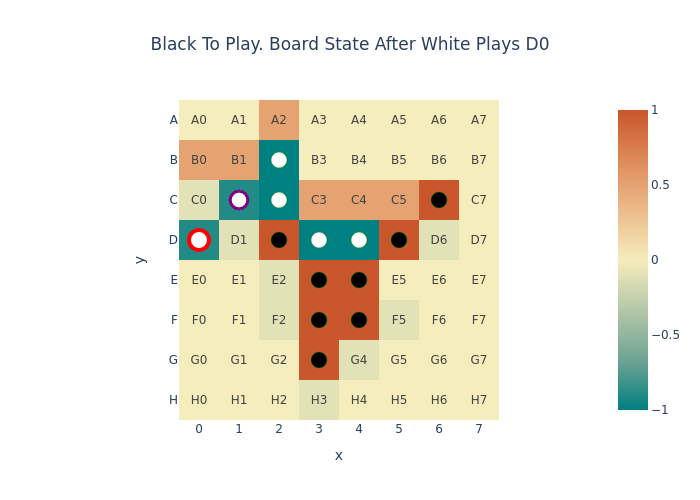 Black To Play. Board State After White Plays D0
A A0 A1 A2 A3 A4 A5 A6 A7
B B0 B1 B3 B4 B5 B6 B7
C C0 C3 C4 C5 C7
D D1 D6 D7
E E0 E1 E2 E5 E6 E7
F F0 F1 F2 F5 F6 F7
G G0 G1 G2 G4 G5 G6 G7
H H0 H1 H2 H3 H4 H5 H6 H7
0 1 2 3 4 5 6 7
x
y
1
0.5
0
−0.5
−1